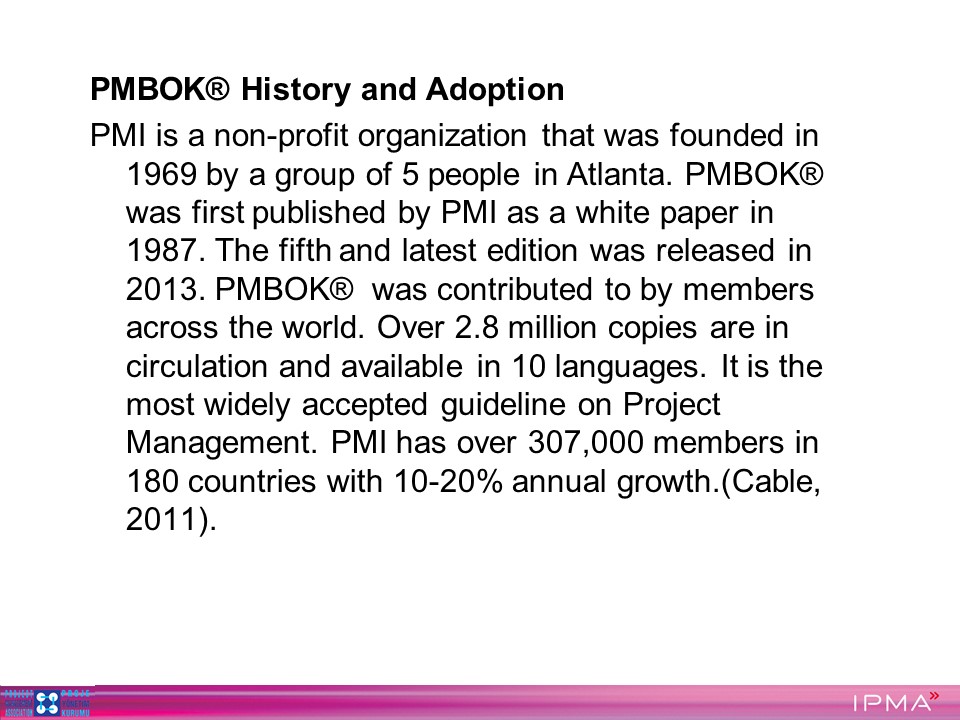 PMBOK® History and Adoption
PMI is a non-profit organization that was founded in
1969 by a group of 5 people in Atlanta. PMBOK®
was first published by PMI as a white paper in
1987. The fifth and latest edition was released in
2013. PMBOK®  was contributed to by members
across the world. Over 2.8 million copies are in
circulation and available in 10 languages. It is the
most widely accepted guideline on Project
Management. PMI has over 307,000 members in
180 countries with 10-20% annual growth.(Cable,
2011).
PROJECT
ASSOCIATION
KURUMU
IPMA»